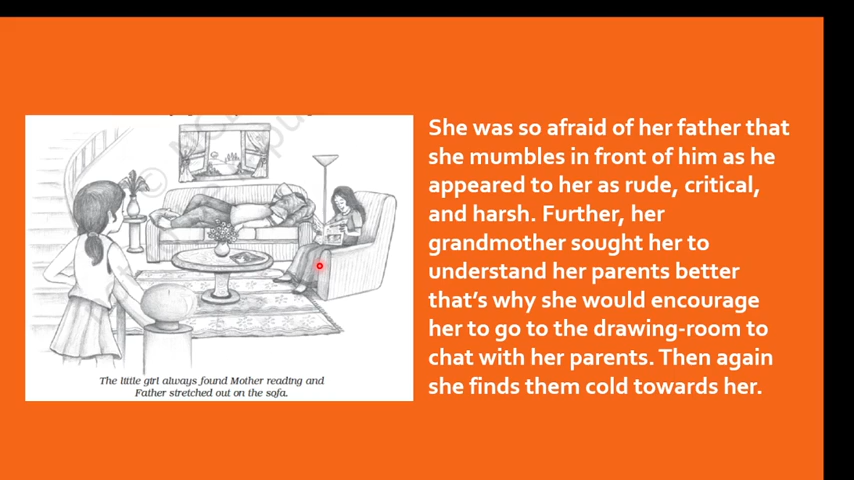 She was so afraid of her father that
she mumbles in front of him as he
appeared to her as rude, critical,
and harsh. Further, her
grandmother sought her to
understand her parents better
that's why she would encourage
her to go to the drawing-room to
chat with her parents. Then again
she finds them cold towards her.
The little girl always found Mother reading and
Father stretched out on the sofa.